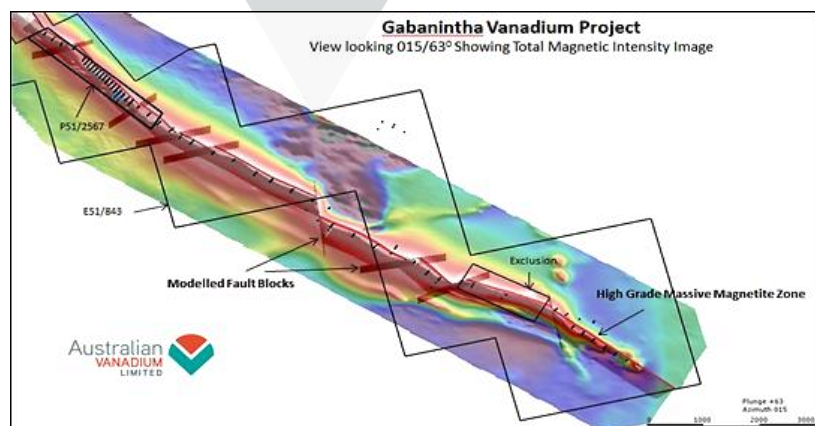 Gabanintha Vanadium Project
View looking 015/63⁰ Showing Total Magnetic Intensity Image
P51/2567
E51/843
Modelled Fault Blocks
Exclusion
High Grade Massive Magnetite Zone
Australian
VANADIUM
LIMITED
Plunge +63
Azimuth 015
0 1000 2000 3000